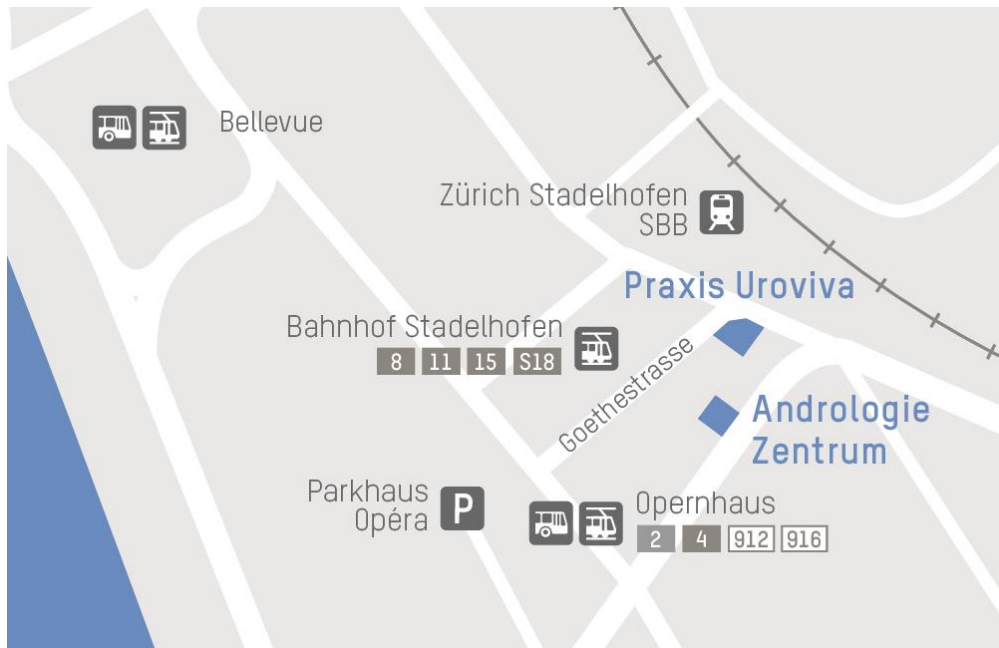 Bellevue
Zürich Stadelhofen
SBB
Praxis Uroviva
Bahnhof Stadelhofen
8 11 15 S18
Goethestrasse
Andrologie
Zentrum
Parkhaus
Opéra
P
Opernhaus
2 4 912 916